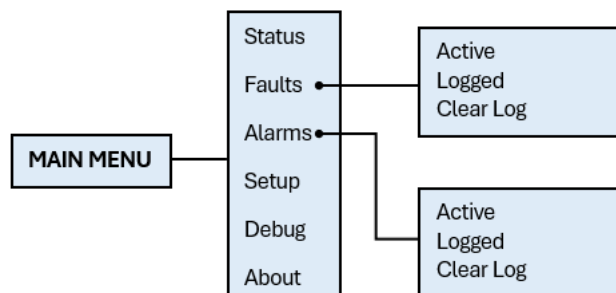 MAIN MENU
Status
Faults
Alarms
Setup
Debug
About
Active
Logged
Clear Log
Active
Logged
Clear Log